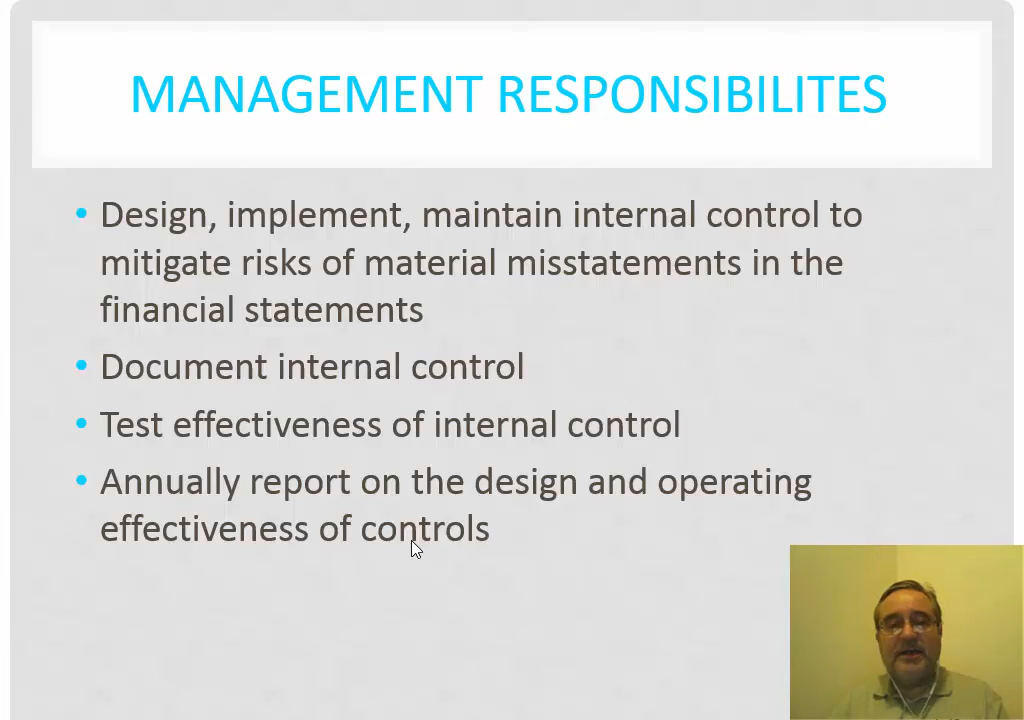 MANAGEMENT RESPONSIBILITES
• Design, implement, maintain internal control to
mitigate risks of material misstatements in the
financial statements
• Document internal control
• Test effectiveness of internal control
• Annually report on the design and operating
effectiveness of controls